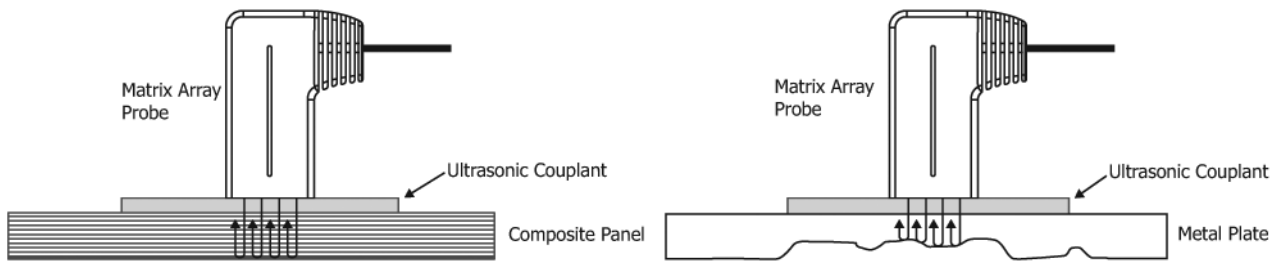 Matrix Array
Probe
Ultrasonic Couplant
Composite Panel
Matrix Array
Probe
Ultrasonic Couplant
Metal Plate